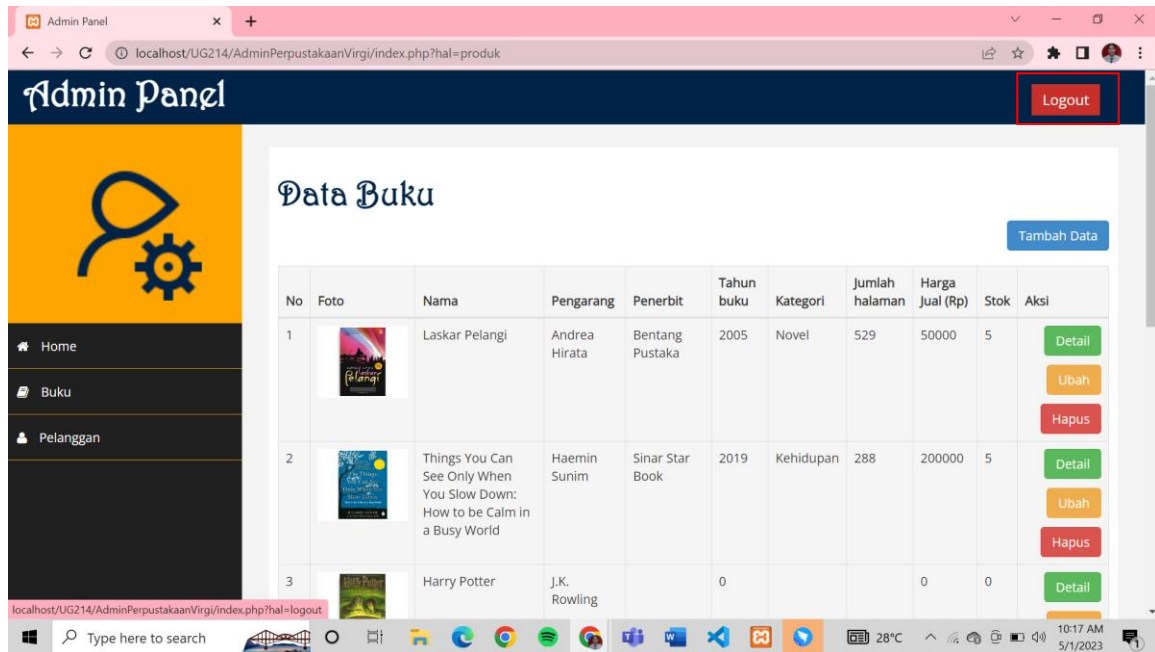 Admin Panel
localhost/UG214/AdminPerpustakaanVirgi/index.php?hal=produk
Admin Panel
Logout
Home
Buku
Pelanggan
Data Buku
Tambah Data
No Foto Nama Pengarang Penerbit Tahun buku Kategori Jumlah halaman Harga Jual (Rp) Stok Aksi
1 Laskar Pelangi Andrea Hirata Bentang Pustaka 2005 Novel 529 50000 5
Detail
Ubah
Hapus
2 Things You Can See Only When You Slow Down: How to be Calm in a Busy World Haemin Sunim Sinar Star Book 2019 Kehidupan 288 200000 5
Detail
Ubah
Hapus
3 Harry Potter J.K. Rowling 0 0 0
Detail
localhost/UG214/AdminPerpustakaanVirgi/index.php?hal=logout
Type here to search
28°C
10:17 AM
5/1/2023